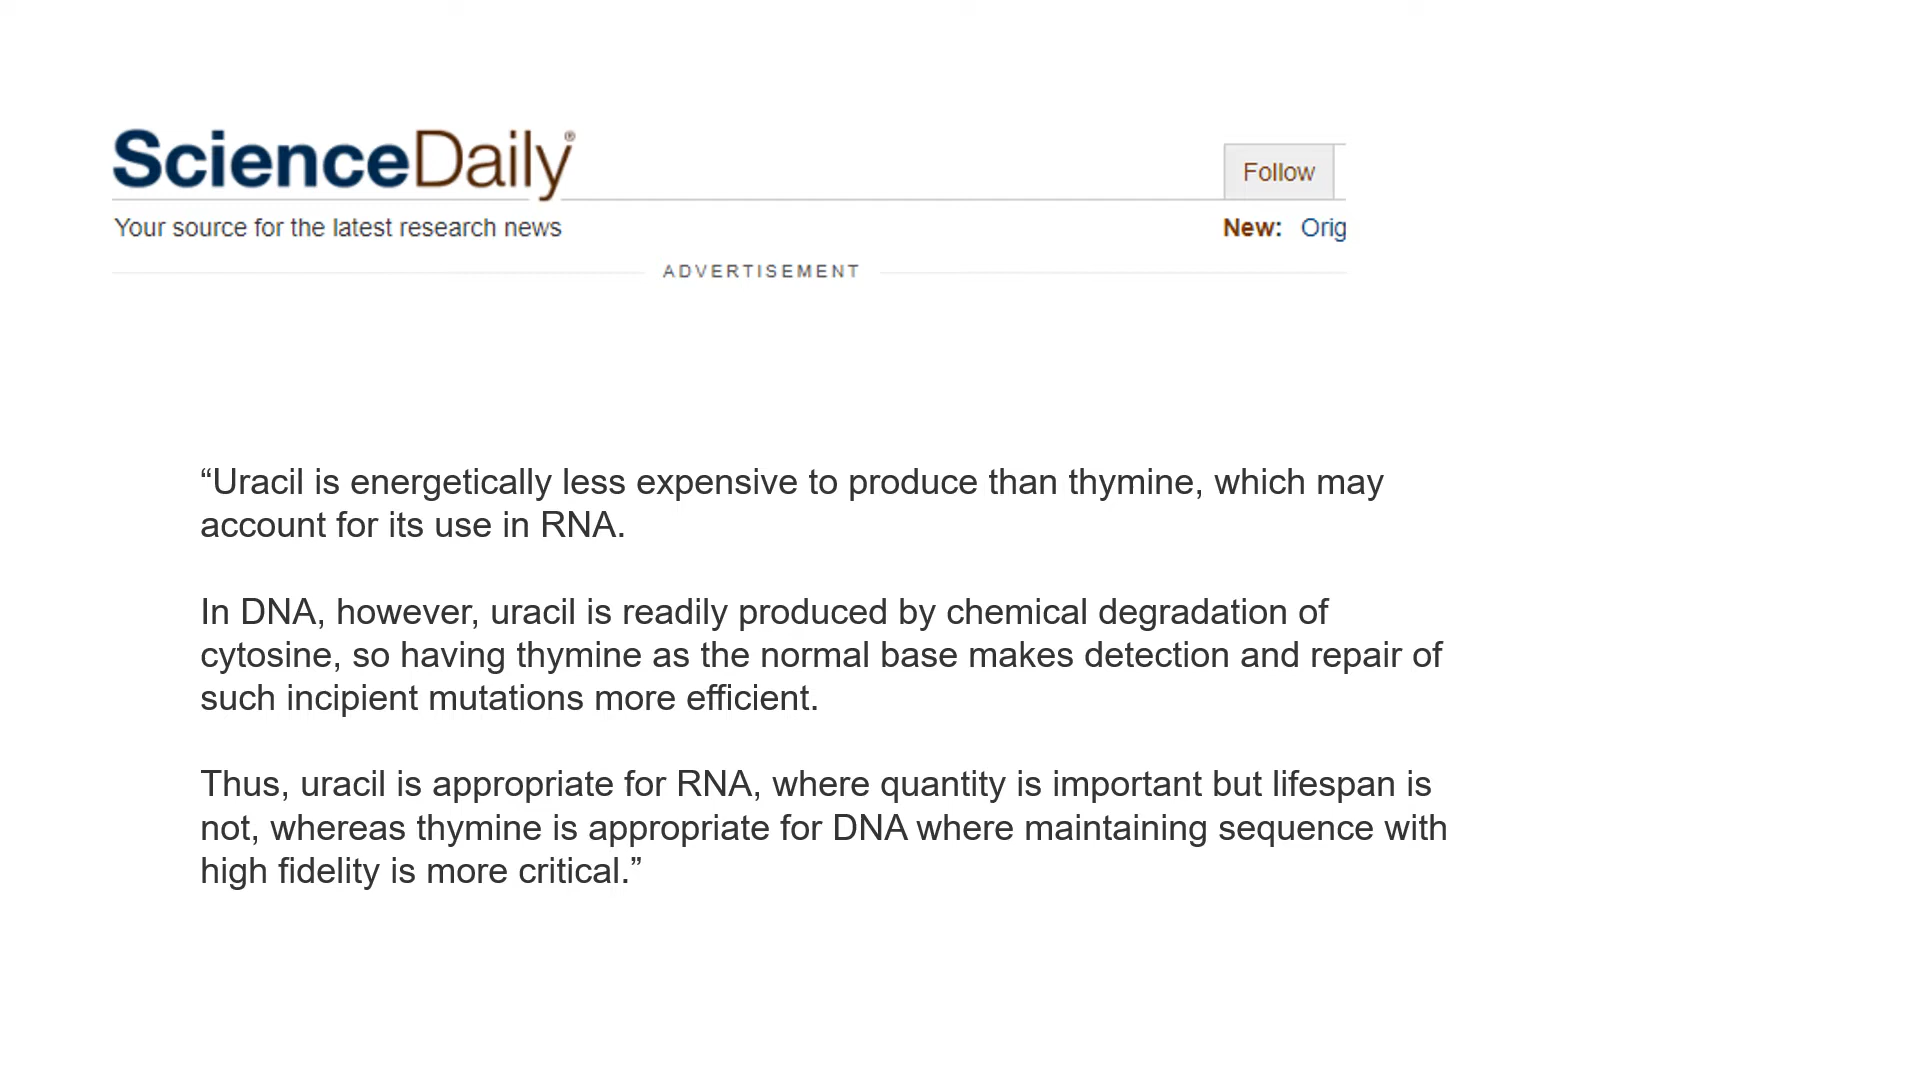 ScienceDaily®
Follow
Your source for the latest research news
New: Orig
ADVERTISEMENT
“Uracil is energetically less expensive to produce than thymine, which may
account for its use in RNA.
In DNA, however, uracil is readily produced by chemical degradation of
cytosine, so having thymine as the normal base makes detection and repair of
such incipient mutations more efficient.
Thus, uracil is appropriate for RNA, where quantity is important but lifespan is
not, whereas thymine is appropriate for DNA where maintaining sequence with
high fidelity is more critical.”